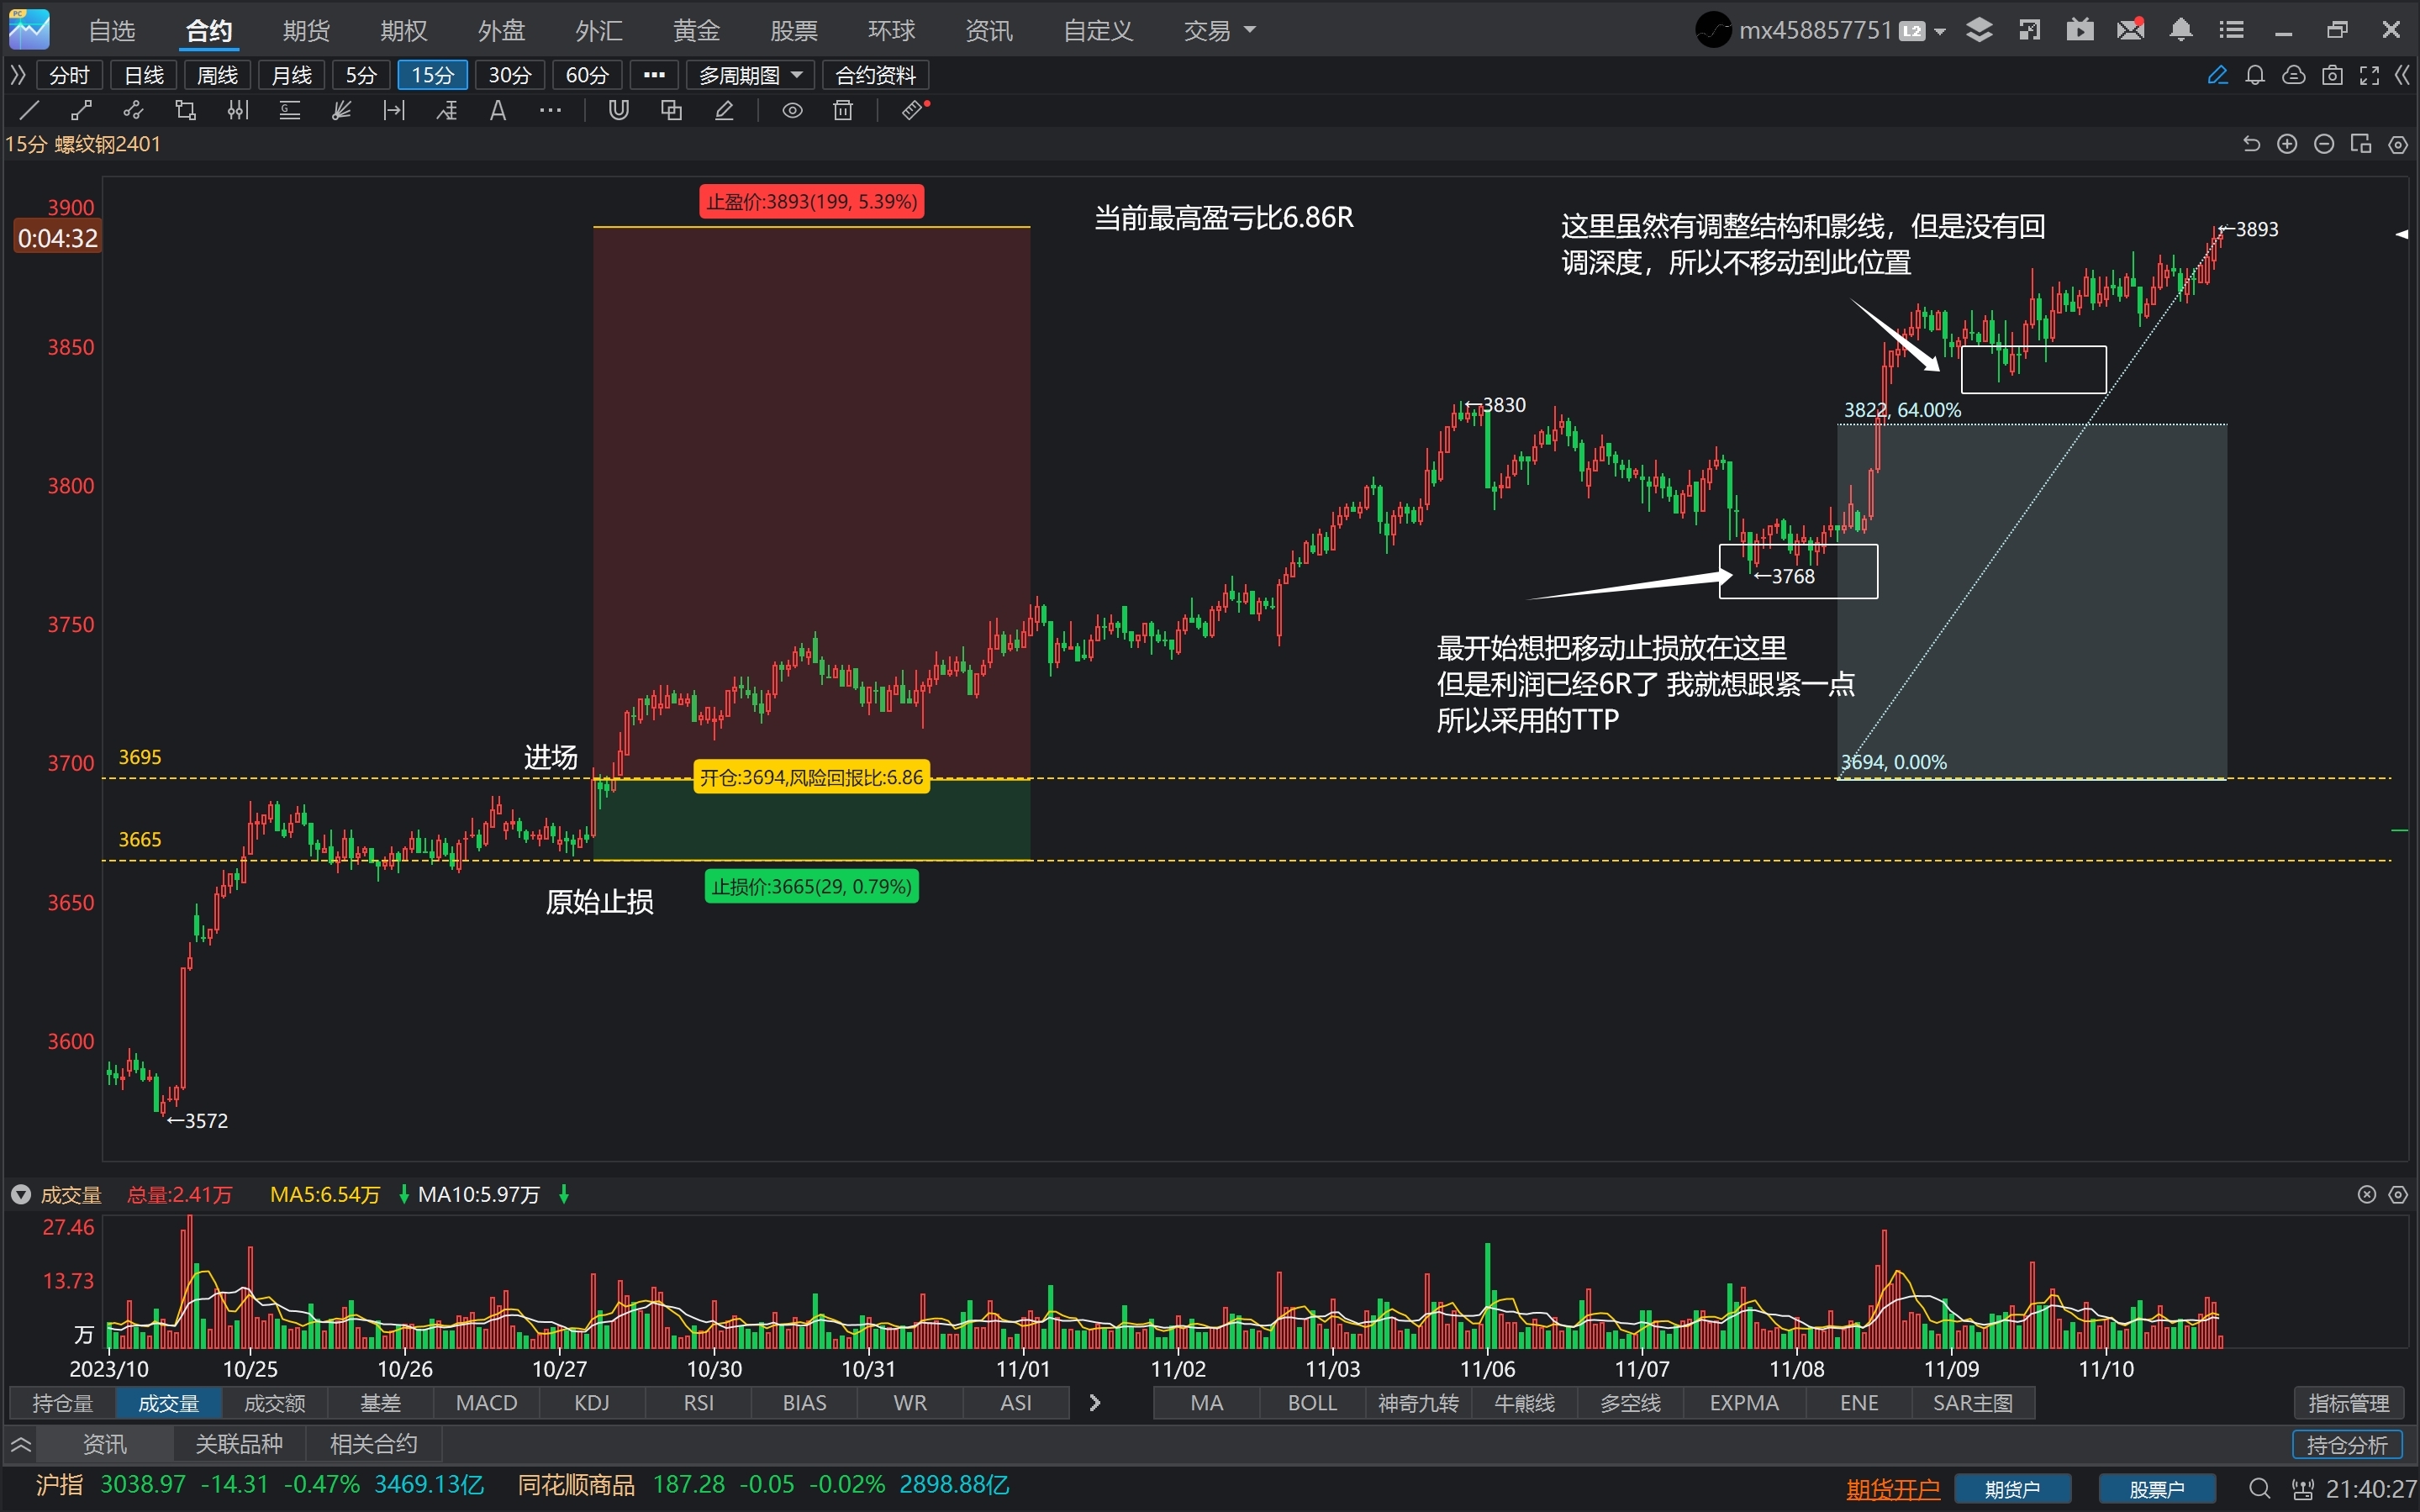 自选 合约 期货 期权 外盘 外汇 黄金 股票 环球 资讯 自定义 交易 mx458857751 L2
分时 日线 周线 月线 5分 15分 30分 60分 ··· 多周期图 合约资料
15分 螺纹钢2401
3900
0:04:32
3850
3800
3750
3700
3650
3600
止盈价:3893(199, 5.39%)
当前最高盈亏比6.86R
这里虽然有调整结构和影线，但是没有回
调深度，所以不移动到此位置
←3893
←3830
3822, 64.00%
←3768
最开始想把移动止损放在这里
但是利润已经6R了 我就想跟紧一点
所以采用的TTP
3695
进场
开仓:3694,风险回报比:6.86
3694, 0.00%
3665
止损价:3665(29, 0.79%)
原始止损
←3572
成交量 总量:2.41万 MA5:6.54万 ↓ MA10:5.97万 ↓
27.46
13.73
万
2023/10 10/25 10/26 10/27 10/30 10/31 11/01 11/02 11/03 11/06 11/07 11/08 11/09 11/10
持仓量 成交量 成交额 基差 MACD KDJ RSI BIAS WR ASI MA BOLL 神奇九转 牛熊线 多空线 EXPMA ENE SAR主图 指标管理
资讯 关联品种 相关合约 持仓分析
沪指 3038.97 -14.31 -0.47% 3469.13亿 同花顺商品 187.28 -0.05 -0.02% 2898.88亿 期货开户 期货户 股票户 21:40:27